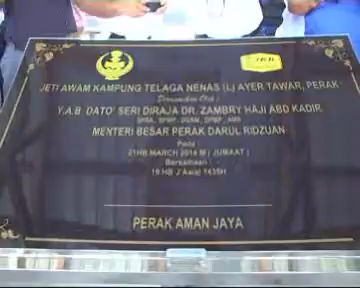 JKR
JETI AWAM KAMPUNG TELAGA NENAS (L) AYER TAWAR, PERAK
Dirasmikan Oleh :
Y.A.B DATO' SERI DIRAJA DR. ZAMBRY HAJI ABD KADIR
MENTERI BESAR PERAK DARUL RIDZUAN
Pada :
21HB MARCH 2014 M ( JUMAAT )
Bersamaan :
19 HB J Awal 1435H
PERAK AMAN JAYA